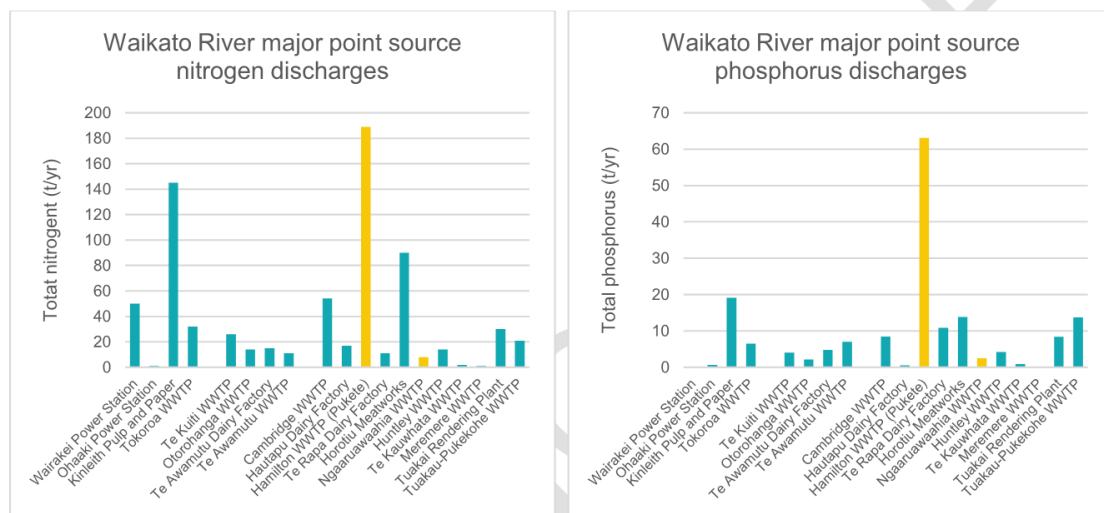 Waikato River major point source
nitrogen discharges
Totat nitrogent (t/yr)
200
180
160
140
120
100
80
60
40
20
0
Wairakei Power Station
Ohaaki Power Station
Kinleith Pulp and Paper
Tokoroa WWTP
Te Kuiti WWTP
Otorohanga WWTP
Te Awamutu Dairy Factory
Te Awamutu WWTP
Cambridge WWTP
Hautapu Dairy Factory
Hamilton WWTP (Pukete)
Te Rapa Dairy Factory
Horotiu Meatworks
Ngaaruawaahia WWTP
Huntley WWTP
Te Kauwhata WWTP
Meremere WWTP
Tuakai Rendering Plant
Tuakau-Pukekohe WWTP
Waikato River major point source
phosphorus discharges
Total phosphorus (t/yr)
70
60
50
40
30
20
10
0
Wairakei Power Station
Ohaaki Power Station
Kinleith Pulp and Paper
Tokoroa WWTP
Te Kuiti WWTP
Otorohanga WWTP
Te Awamutu Dairy Factory
Te Awamutu WWTP
Cambridge WWTP
Hautapu Dairy Factory
Hamilton WWTP (Pukete)
Te Rapa Dairy Factory
Horotiu Meatworks
Ngaaruawaahia WWTP
Huntley WWTP
Te Kauwhata WWTP
Meremere WWTP
Tuakai Rendering Plant
Tuakau-Pukekohe WWTP